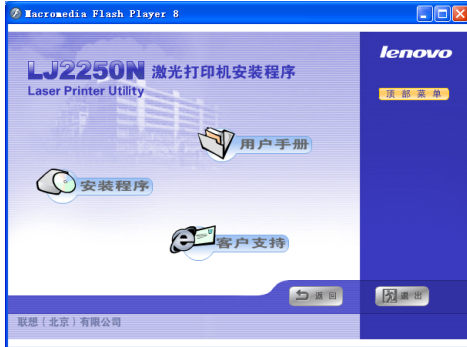 Macromedia Flash Player 8
lenovo
LJ2250N 激光打印机安装程序
Laser Printer Utility
顶部菜单
用户手册
安装程序
客户支持
返回
退出
联想（北京）有限公司